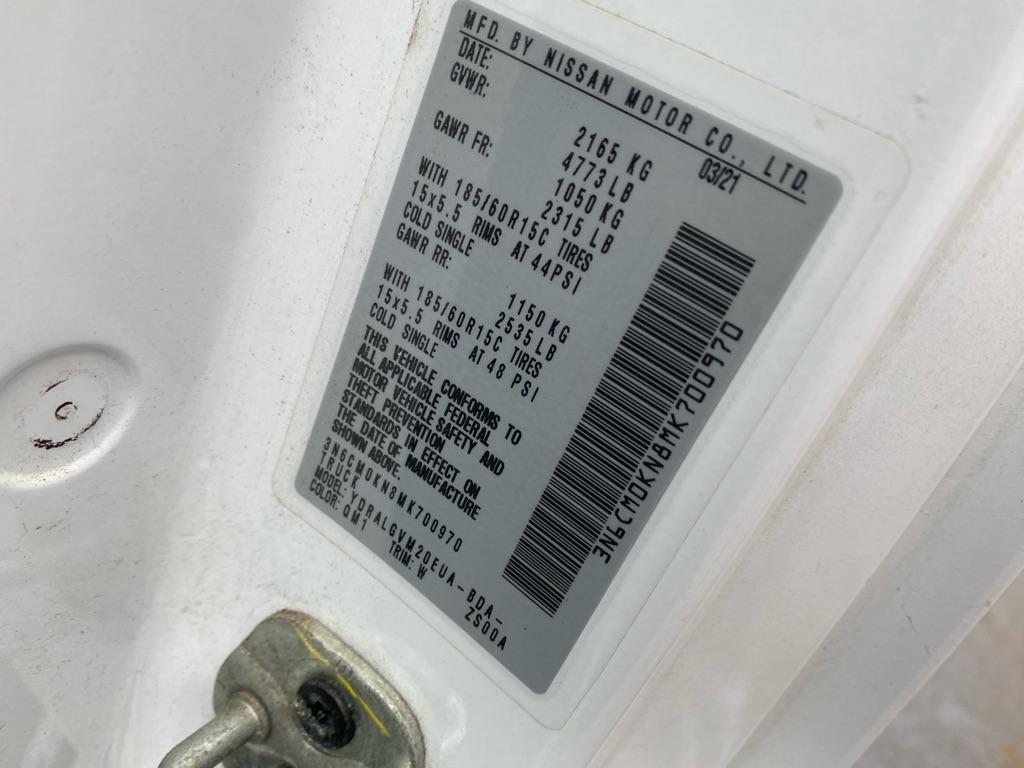 MFD. BY NISSAN MOTOR CO., LTD.
DATE: 03/21
GVWR: 2165 KG
4773 LB
GAWR FR: 1050 KG
2315 LB
WITH 185/60R15C TIRES
15x5.5 RIMS AT 44PSI
COLD SINGLE
GAWR RR: 1150 KG
2535 LB
WITH 185/60R15C TIRES
15x5.5 RIMS AT 48 PSI
COLD SINGLE
THIS VEHICLE CONFORMS TO
ALL APPLICABLE FEDERAL
MOTOR VEHICLE SAFETY AND
THEFT PREVENTION
STANDARDS IN EFFECT ON
THE DATE OF MANUFACTURE
SHOWN ABOVE.
3N6CM0KN8MK700970
TRUCK
MODEL: YDRALGVM20EUA-BDA-
ZS00A
COLOR: QM1 TRIM: W
3N6CM0KN8MK700970